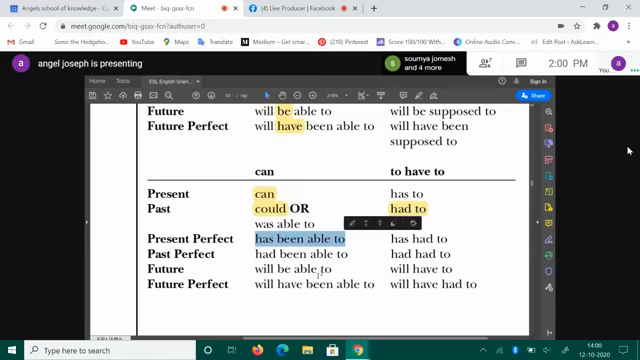 Angels school of knowledge
Meet - biq-gsxx-fcn
(4) Live Producer | Facebook
meet.google.com/biq-gsxx-fcn?authuser=0
Gmail
YouTube
Maps
Sonic the Hedgehog
(210) Pinterest
Score 100/100 With
Online Audio Conver...
Edit Post
AskLearn
angel joseph is presenting
soumya jomesh
and 4 more
7
2:00 PM
You
a
Home
Tools
ESL English Gram...
Sign In
219%
Share
Future will be able to will be supposed to
Future Perfect will have been able to will have been
supposed to
can to have to
Present can has to
Past could OR had to
was able to
Present Perfect has been able to has had to
Past Perfect had been able to had had to
Future will be able to will have to
Future Perfect will have been able to will have had to
Type here to search
14:00
ENG
12-10-2020